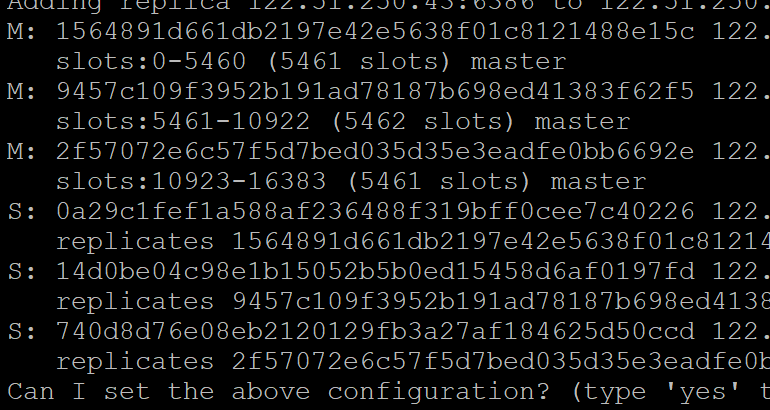 Adding replica 122.51.250.43:6386 to 122.51.250.
M: 1564891d661db2197e42e5638f01c8121488e15c 122.
slots:0-5460 (5461 slots) master
M: 9457c109f3952b191ad78187b698ed41383f62f5 122.
slots:5461-10922 (5462 slots) master
M: 2f57072e6c57f5d7bed035d35e3eadfe0bb6692e 122.
slots:10923-16383 (5461 slots) master
S: 0a29c1fef1a588af236488f319bff0cee7c40226 122.
replicates 1564891d661db2197e42e5638f01c81214
S: 14d0be04c98e1b15052b5b0ed15458d6af0197fd 122.
replicates 9457c109f3952b191ad78187b698ed4138
S: 740d8d76e08eb2120129fb3a27af184625d50ccd 122.
replicates 2f57072e6c57f5d7bed035d35e3eadfe0b
Can I set the above configuration? (type 'yes' t